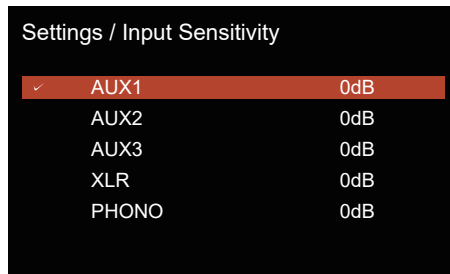 Settings / Input Sensitivity
✓ AUX1 0dB
AUX2 0dB
AUX3 0dB
XLR 0dB
PHONO 0dB